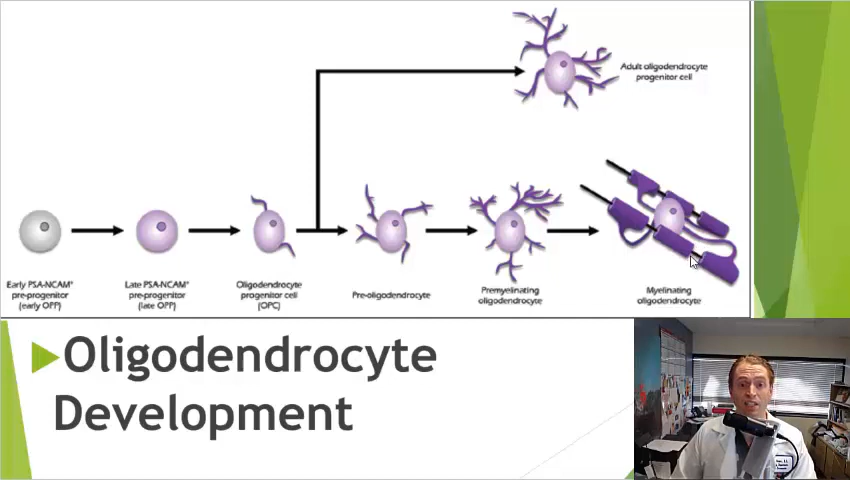 Adult oligodendrocyte
progenitor cell
Early PSA-NCAM⁺
pre-progenitor
(early OPP)
Late PSA-NCAM⁺
pre-progenitor
(late OPP)
Oligodendrocyte
progenitor cell
(OPC)
Pre-oligodendrocyte
Premyelinating
oligodendrocyte
Myelinating
oligodendrocyte
Oligodendrocyte
Development